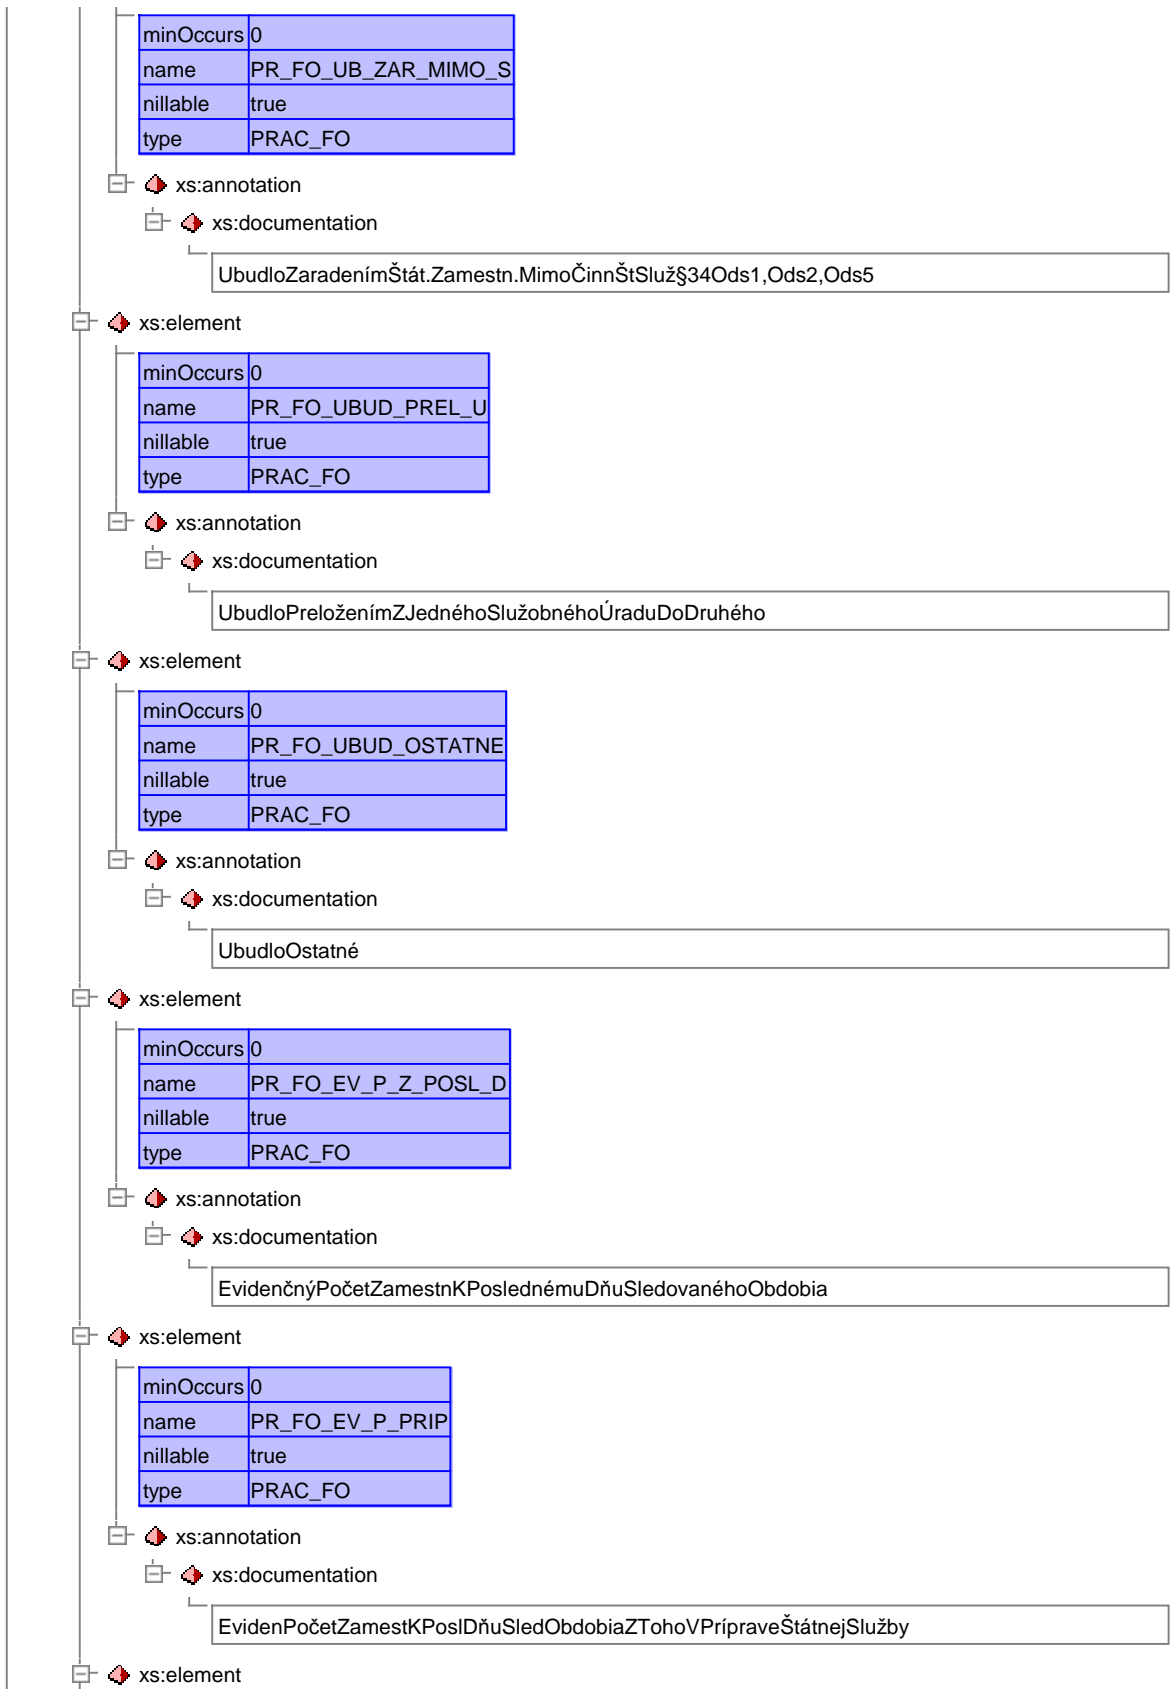 minOccurs 0
name PR_FO_UB_ZAR_MIMO_S
nillable true
type PRAC_FO
xs:annotation
xs:documentation
UbudloZaradenímŠtát.Zamestn.MimoČinnŠtSluž§34Ods1,Ods2,Ods5
xs:element
minOccurs 0
name PR_FO_UBUD_PREL_U
nillable true
type PRAC_FO
xs:annotation
xs:documentation
UbudloPreloženímZJednéhoSlužobnéhoÚraduDoDruhého
xs:element
minOccurs 0
name PR_FO_UBUD_OSTATNE
nillable true
type PRAC_FO
xs:annotation
xs:documentation
UbudloOstatné
xs:element
minOccurs 0
name PR_FO_EV_P_Z_POSL_D
nillable true
type PRAC_FO
xs:annotation
xs:documentation
EvidenčnýPočetZamestnKPoslednémuDňuSledovanéhoObdobia
xs:element
minOccurs 0
name PR_FO_EV_P_PRIP
nillable true
type PRAC_FO
xs:annotation
xs:documentation
EvidenPočetZamestKPoslDňuSledObdobiaZTohoVPrípraveŠtátnejSlužby
xs:element